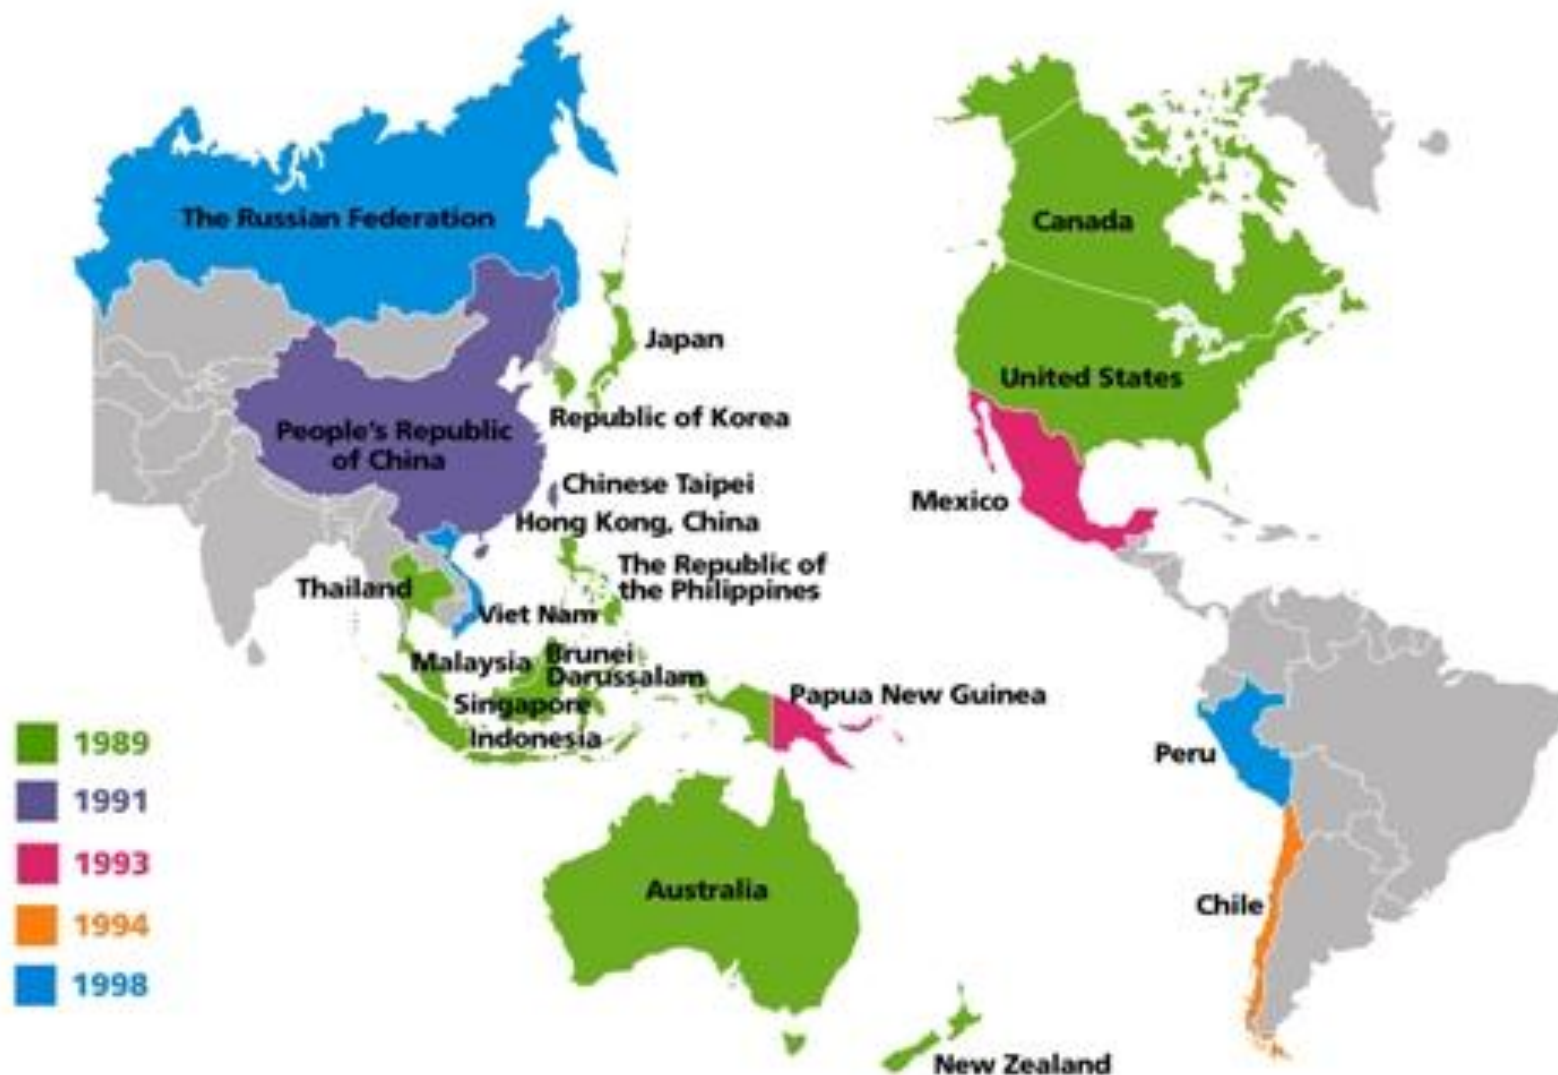 The Russian Federation
Canada
Japan
United States
Republic of Korea
People's Republic
of China
Chinese Taipei
Mexico
Hong Kong, China
The Republic of
the Philippines
Thailand
Viet Nam
Malaysia
Brunei
Darussalam
Singapore
Papua New Guinea
Indonesia
Peru
Australia
Chile
New Zealand
1989
1991
1993
1994
1998